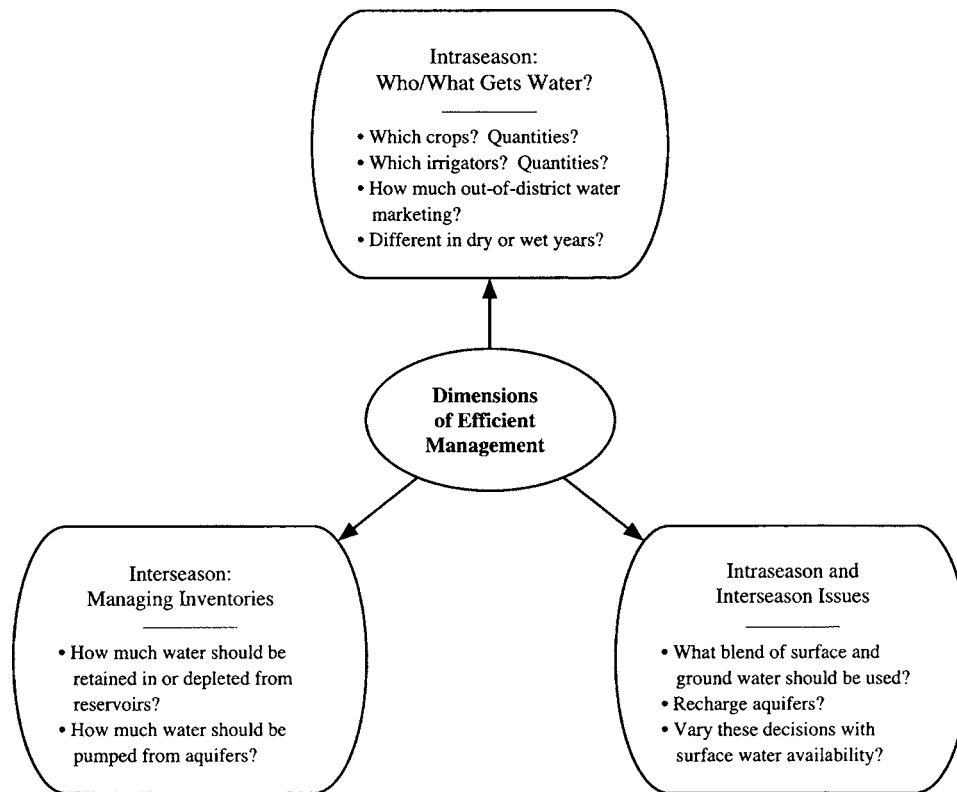 Intraseason:
Who/What Gets Water?
• Which crops? Quantities?
• Which irrigators? Quantities?
• How much out-of-district water
marketing?
• Different in dry or wet years?
Dimensions
of Efficient
Management
Interseason:
Managing Inventories
• How much water should be
retained in or depleted from
reservoirs?
• How much water should be
pumped from aquifers?
Intraseason and
Interseason Issues
• What blend of surface and
ground water should be used?
• Recharge aquifers?
• Vary these decisions with
surface water availability?